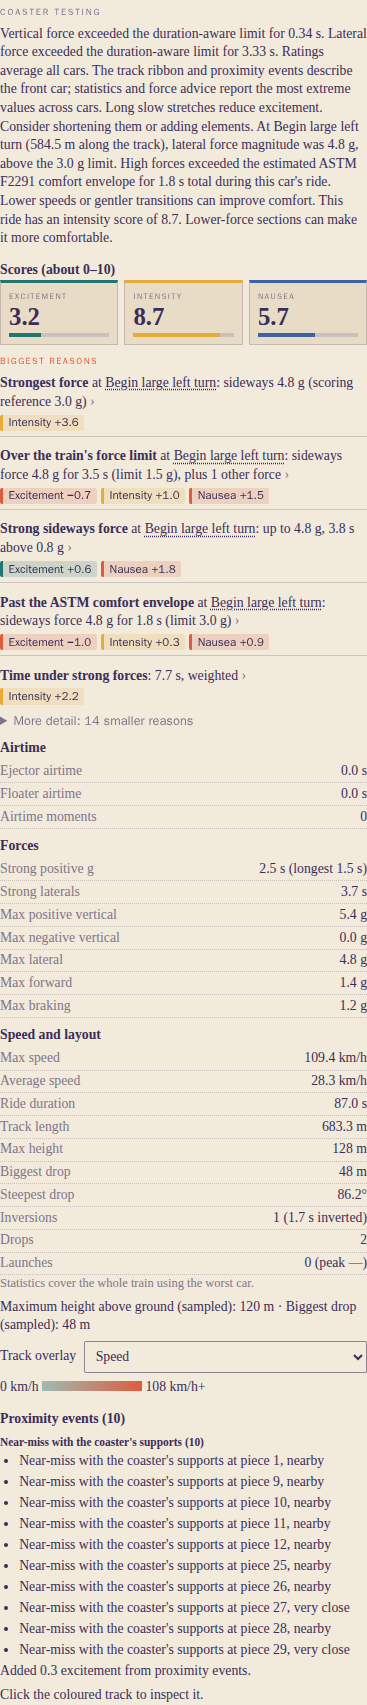 COASTER TESTING
Vertical force exceeded the duration-aware limit for 0.34 s. Lateral
force exceeded the duration-aware limit for 3.33 s. Ratings
average all cars. The track ribbon and proximity events describe
the front car; statistics and force advice report the most extreme
values across cars. Long slow stretches reduce excitement.
Consider shortening them or adding elements. At Begin large left
turn (584.5 m along the track), lateral force magnitude was 4.8 g,
above the 3.0 g limit. High forces exceeded the estimated ASTM
F2291 comfort envelope for 1.8 s total during this car's ride.
Lower speeds or gentler transitions can improve comfort. This
ride has an intensity score of 8.7. Lower-force sections can make
it more comfortable.
Scores (about 0–10)
EXCITEMENT
3.2
INTENSITY
8.7
NAUSEA
5.7
BIGGEST REASONS
Strongest force at Begin large left turn: sideways 4.8 g (scoring
reference 3.0 g) ›
Intensity +3.6
Over the train's force limit at Begin large left turn: sideways
force 4.8 g for 3.5 s (limit 1.5 g), plus 1 other force ›
Excitement −0.7 Intensity +1.0 Nausea +1.5
Strong sideways force at Begin large left turn: up to 4.8 g, 3.8 s
above 0.8 g ›
Excitement +0.6 Nausea +1.8
Past the ASTM comfort envelope at Begin large left turn:
sideways force 4.8 g for 1.8 s (limit 3.0 g) ›
Excitement −1.0 Intensity +0.3 Nausea +0.9
Time under strong forces: 7.7 s, weighted ›
Intensity +2.2
▶ More detail: 14 smaller reasons
Airtime
Ejector airtime 0.0 s
Floater airtime 0.0 s
Airtime moments 0
Forces
Strong positive g 2.5 s (longest 1.5 s)
Strong laterals 3.7 s
Max positive vertical 5.4 g
Max negative vertical 0.0 g
Max lateral 4.8 g
Max forward 1.4 g
Max braking 1.2 g
Speed and layout
Max speed 109.4 km/h
Average speed 28.3 km/h
Ride duration 87.0 s
Track length 683.3 m
Max height 128 m
Biggest drop 48 m
Steepest drop 86.2°
Inversions 1 (1.7 s inverted)
Drops 2
Launches 0 (peak —)
Statistics cover the whole train using the worst car.
Maximum height above ground (sampled): 120 m · Biggest drop
(sampled): 48 m
Track overlay Speed
0 km/h 108 km/h+
Proximity events (10)
Near-miss with the coaster's supports (10)
• Near-miss with the coaster's supports at piece 1, nearby
• Near-miss with the coaster's supports at piece 9, nearby
• Near-miss with the coaster's supports at piece 10, nearby
• Near-miss with the coaster's supports at piece 11, nearby
• Near-miss with the coaster's supports at piece 12, nearby
• Near-miss with the coaster's supports at piece 25, nearby
• Near-miss with the coaster's supports at piece 26, nearby
• Near-miss with the coaster's supports at piece 27, very close
• Near-miss with the coaster's supports at piece 28, nearby
• Near-miss with the coaster's supports at piece 29, very close
Added 0.3 excitement from proximity events.
Click the coloured track to inspect it.